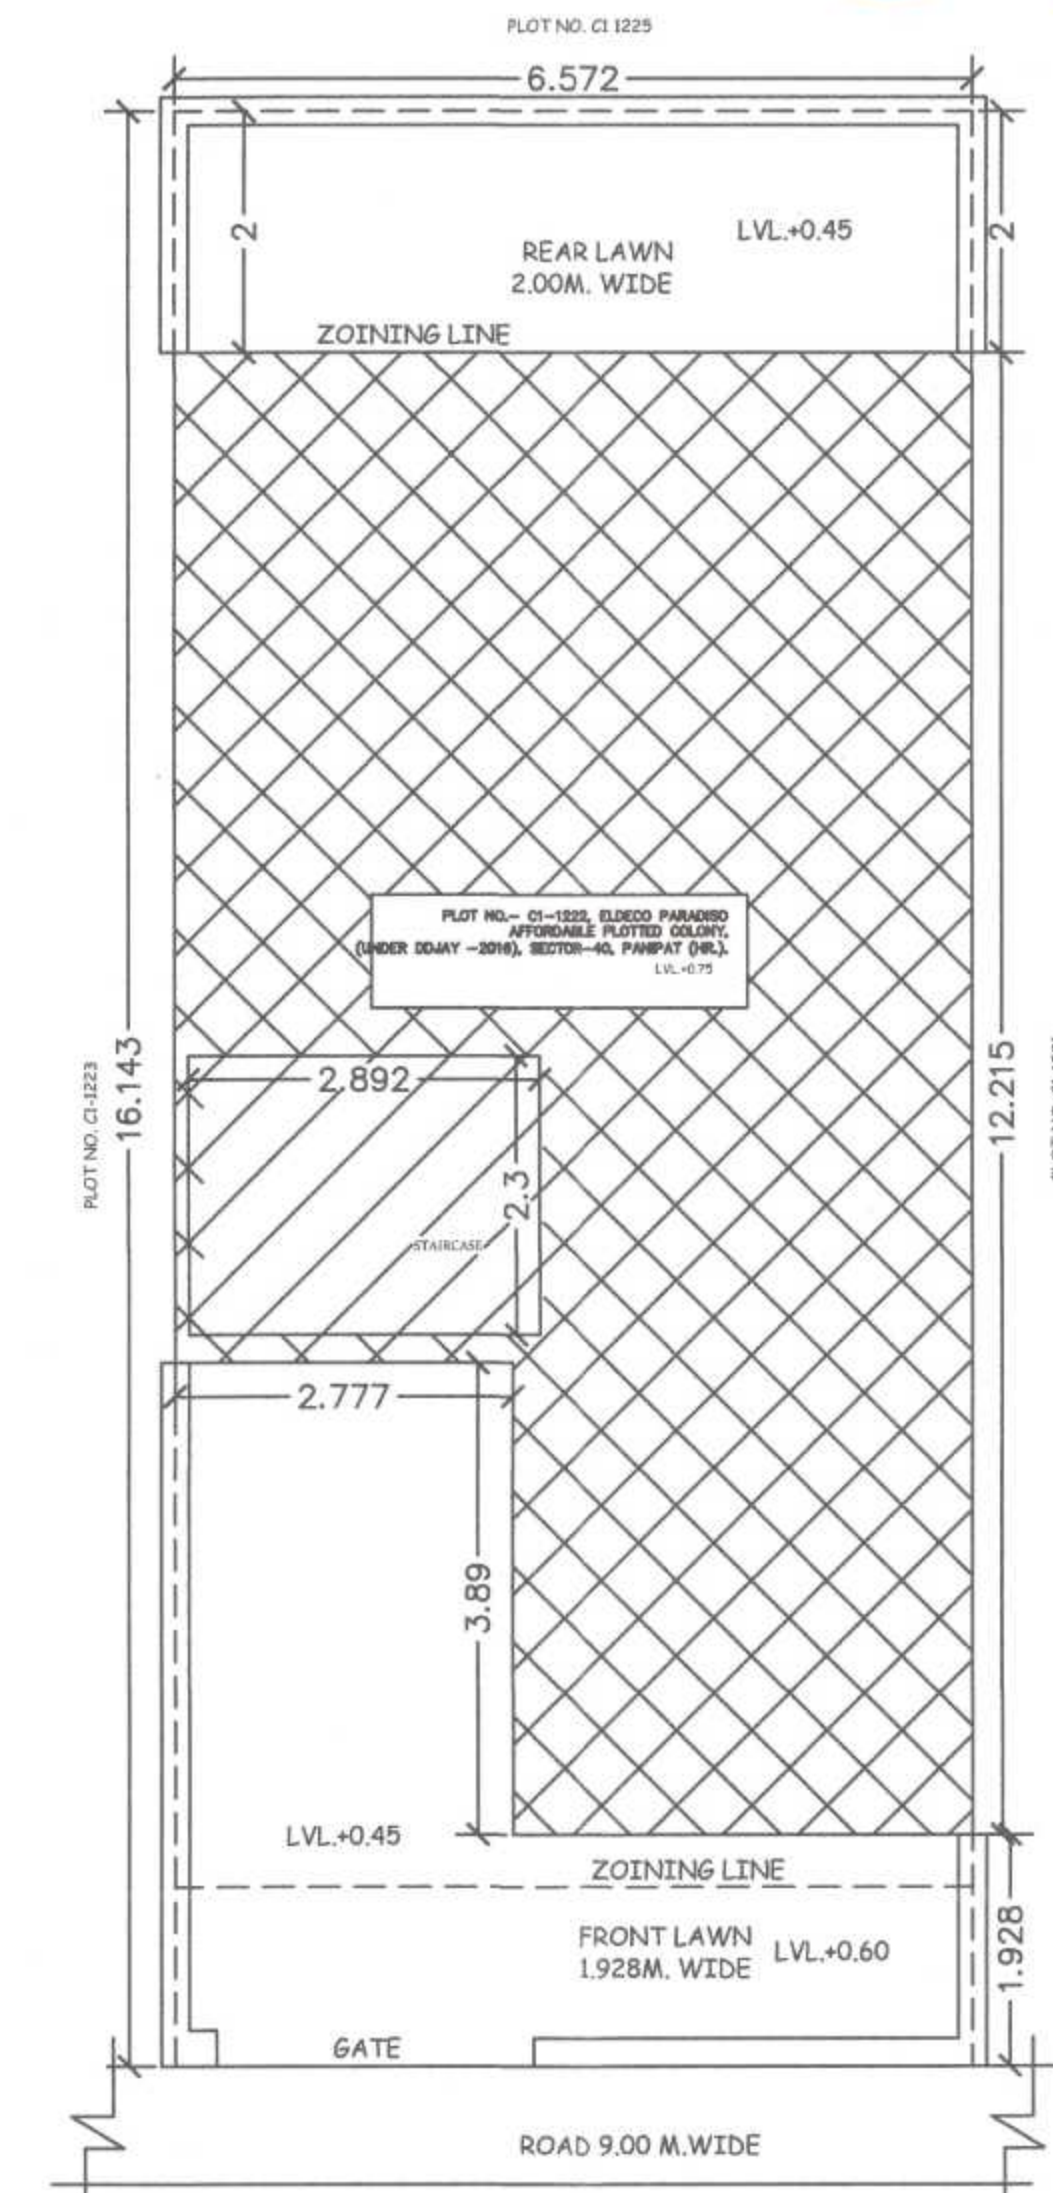 PLOT NO. C1 1225
6.572
2
LVL.+0.45
2
REAR LAWN
2.00M. WIDE
ZOINING LINE
PLOT NO.- C1-1222, ELDECO PARADISO
AFFORDABLE PLOTTED COLONY,
(UNDER DDJAY -2016), SECTOR-40, PANIPAT (HR.).
LVL.+0.75
PLOT NO. C1-1223
16.143
2.892
12.215
2.3
STAIRCASE
2.777
3.89
LVL.+0.45
ZOINING LINE
FRONT LAWN
1.928M. WIDE
LVL.+0.60
1.928
GATE
ROAD 9.00 M.WIDE